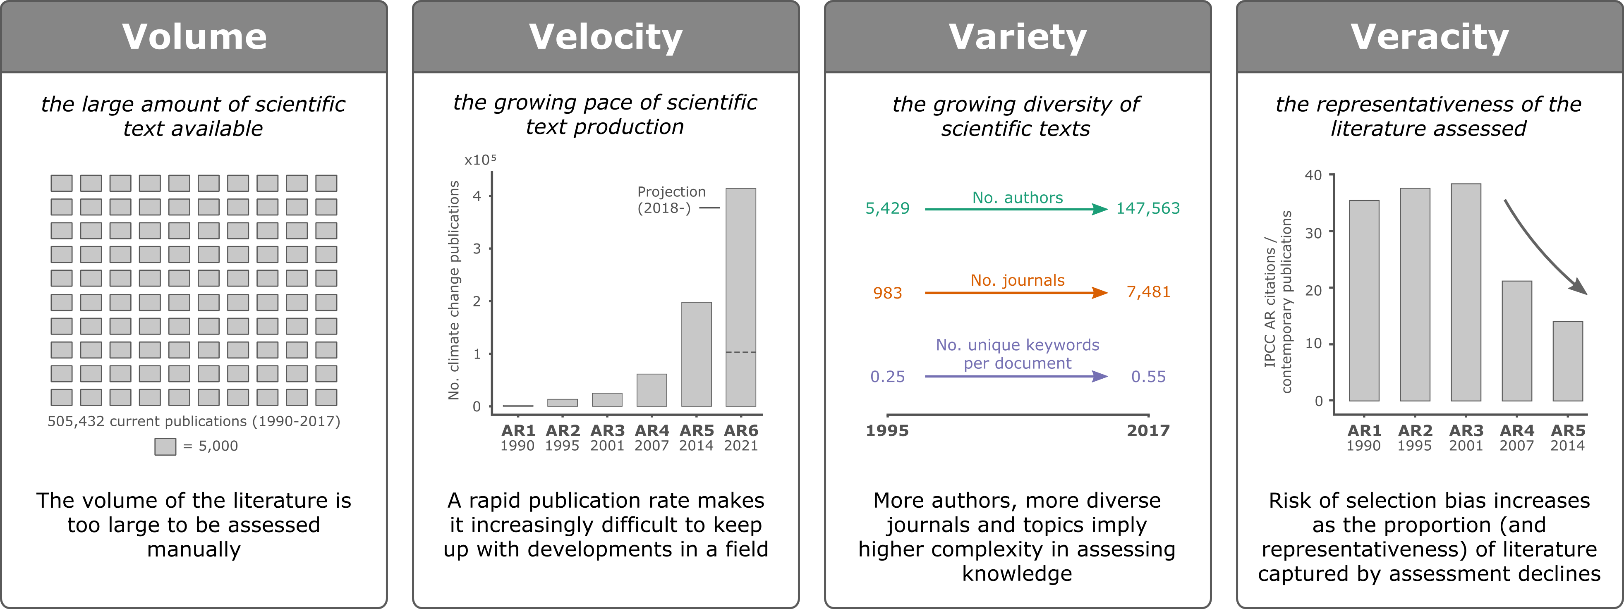 Volume
the large amount of scientific
text available
505,432 current publications (1990-2017)
= 5,000
The volume of the literature is
too large to be assessed
manually
Velocity
the growing pace of scientific
text production
x10⁵
No. climate change publications
4
3
2
1
0
Projection
(2018-)
AR1 AR2 AR3 AR4 AR5 AR6
1990 1995 2001 2007 2014 2021
A rapid publication rate makes
it increasingly difficult to keep
up with developments in a field
Variety
the growing diversity of
scientific texts
5,429 No. authors 147,563
983 No. journals 7,481
No. unique keywords
per document
0.25 0.55
1995 2017
More authors, more diverse
journals and topics imply
higher complexity in assessing
knowledge
Veracity
the representativeness of the
literature assessed
IPCC AR citations /
contemporary publications
40
30
20
10
0
AR1 AR2 AR3 AR4 AR5
1990 1995 2001 2007 2014
Risk of selection bias increases
as the proportion (and
representativeness) of literature
captured by assessment declines